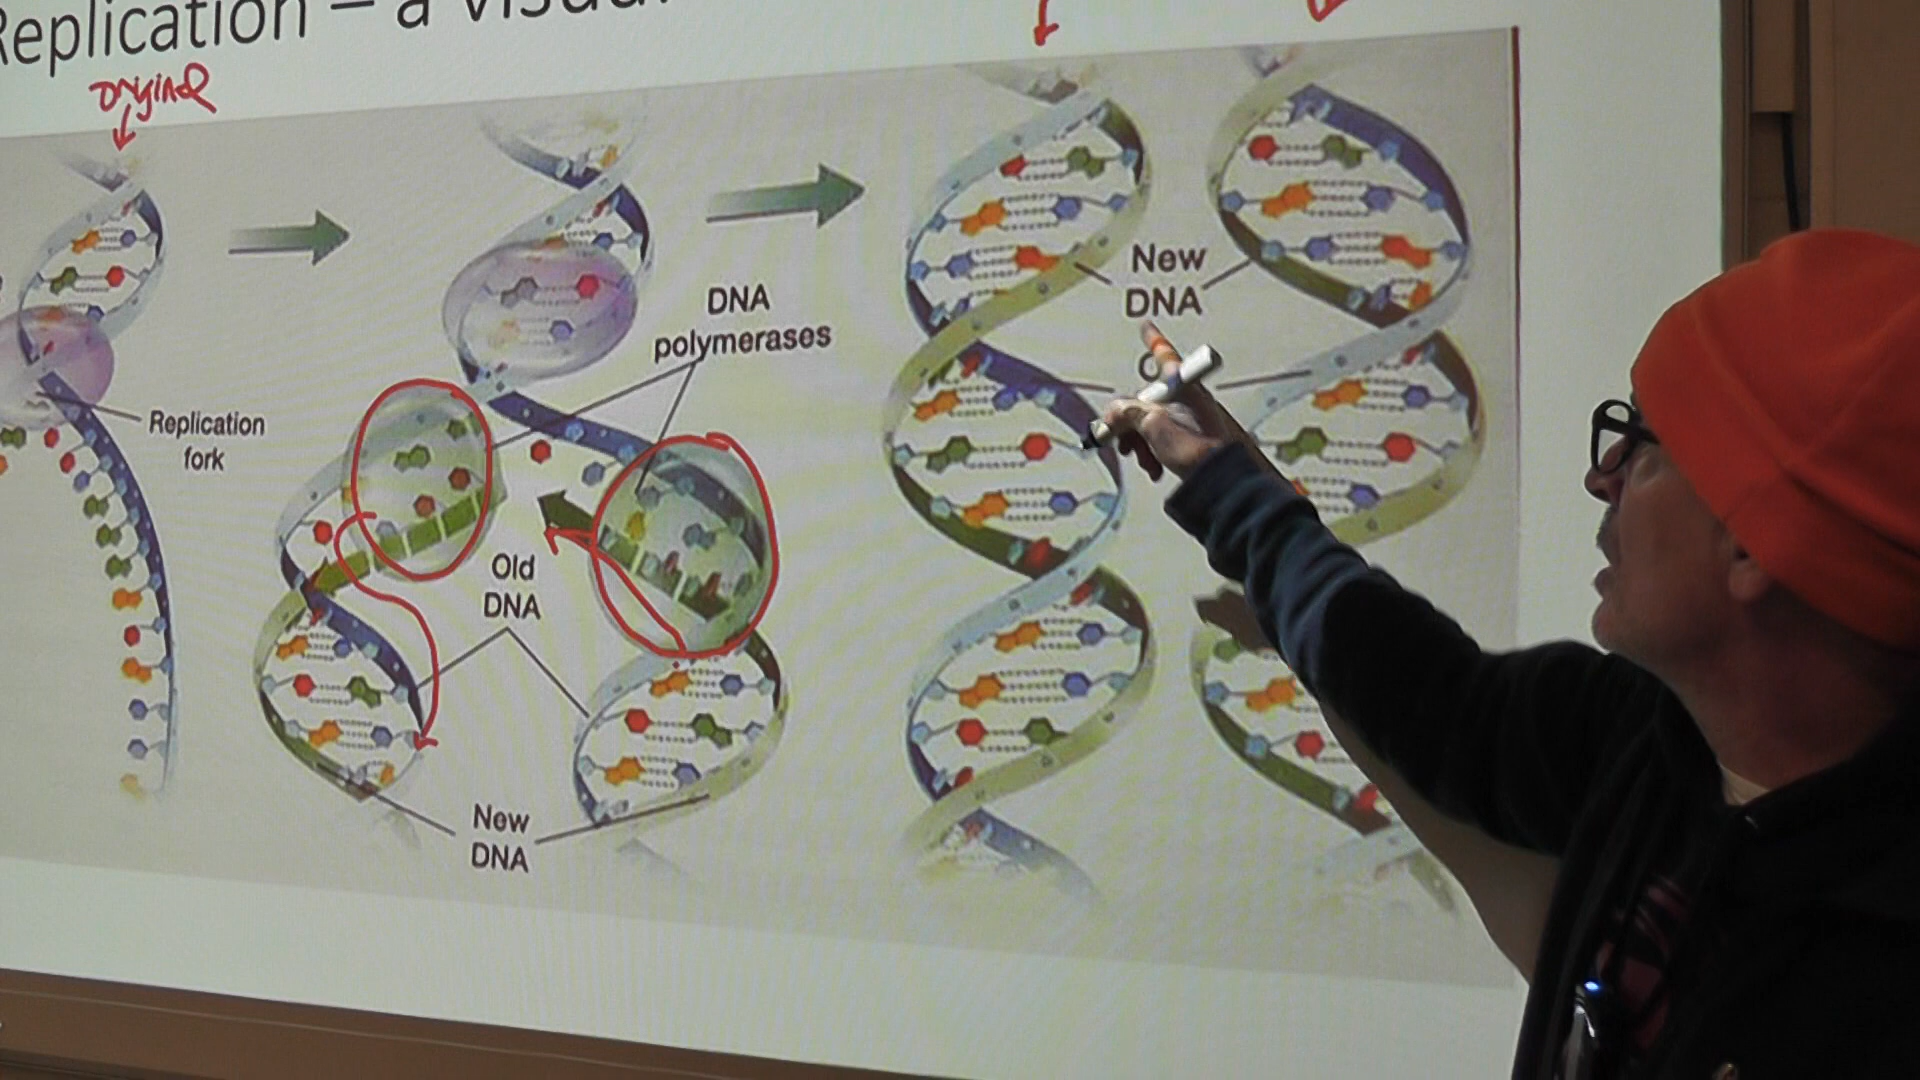 Replication – a visual
original
Replication
fork
DNA
polymerases
Old
DNA
New
DNA
New
DNA